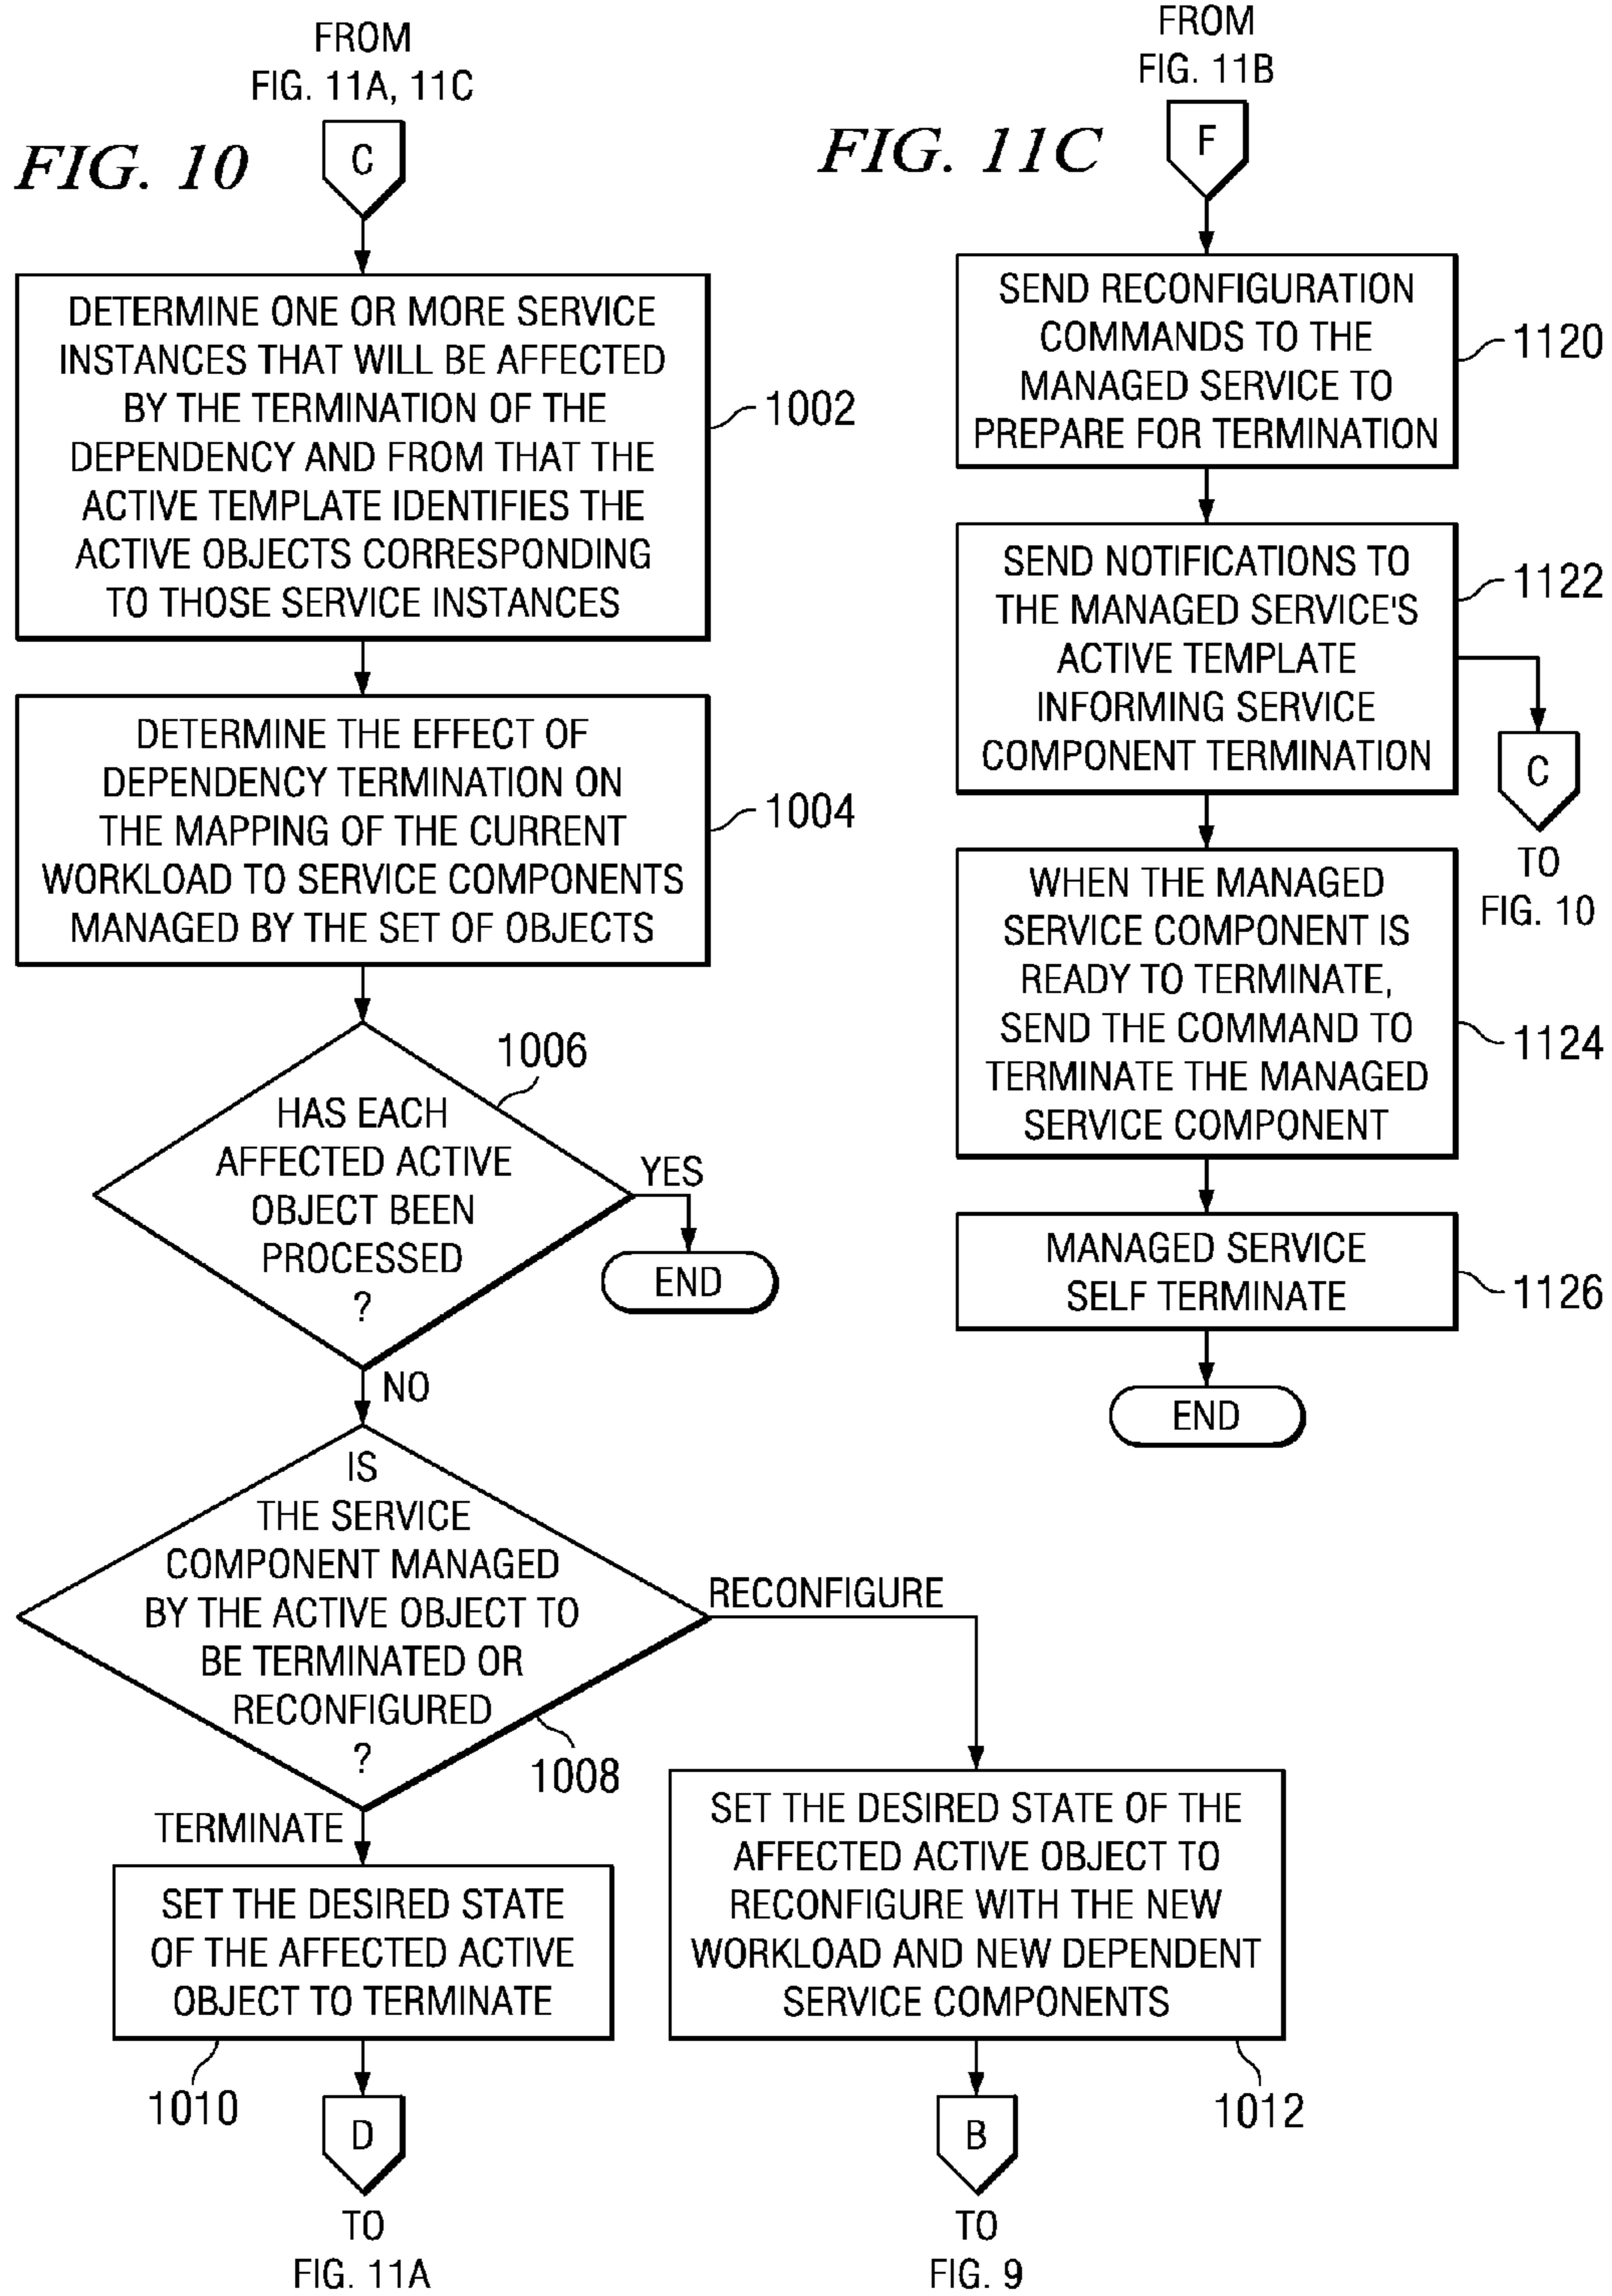 FROM
FIG. 11A, 11C
FIG. 10
C
DETERMINE ONE OR MORE SERVICE
INSTANCES THAT WILL BE AFFECTED
BY THE TERMINATION OF THE
DEPENDENCY AND FROM THAT THE
ACTIVE TEMPLATE IDENTIFIES THE
ACTIVE OBJECTS CORRESPONDING
TO THOSE SERVICE INSTANCES
1002
DETERMINE THE EFFECT OF
DEPENDENCY TERMINATION ON
THE MAPPING OF THE CURRENT
WORKLOAD TO SERVICE COMPONENTS
MANAGED BY THE SET OF OBJECTS
1004
1006
HAS EACH
AFFECTED ACTIVE
OBJECT BEEN
PROCESSED
?
YES
END
NO
IS
THE SERVICE
COMPONENT MANAGED
BY THE ACTIVE OBJECT TO
BE TERMINATED OR
RECONFIGURED
?
1008
RECONFIGURE
TERMINATE
SET THE DESIRED STATE
OF THE AFFECTED ACTIVE
OBJECT TO TERMINATE
1010
D
TO
FIG. 11A
SET THE DESIRED STATE OF THE
AFFECTED ACTIVE OBJECT TO
RECONFIGURE WITH THE NEW
WORKLOAD AND NEW DEPENDENT
SERVICE COMPONENTS
1012
B
TO
FIG. 9
FROM
FIG. 11B
FIG. 11C
F
SEND RECONFIGURATION
COMMANDS TO THE
MANAGED SERVICE TO
PREPARE FOR TERMINATION
1120
SEND NOTIFICATIONS TO
THE MANAGED SERVICE'S
ACTIVE TEMPLATE
INFORMING SERVICE
COMPONENT TERMINATION
1122
C
TO
FIG. 10
WHEN THE MANAGED
SERVICE COMPONENT IS
READY TO TERMINATE,
SEND THE COMMAND TO
TERMINATE THE MANAGED
SERVICE COMPONENT
1124
MANAGED SERVICE
SELF TERMINATE
1126
END